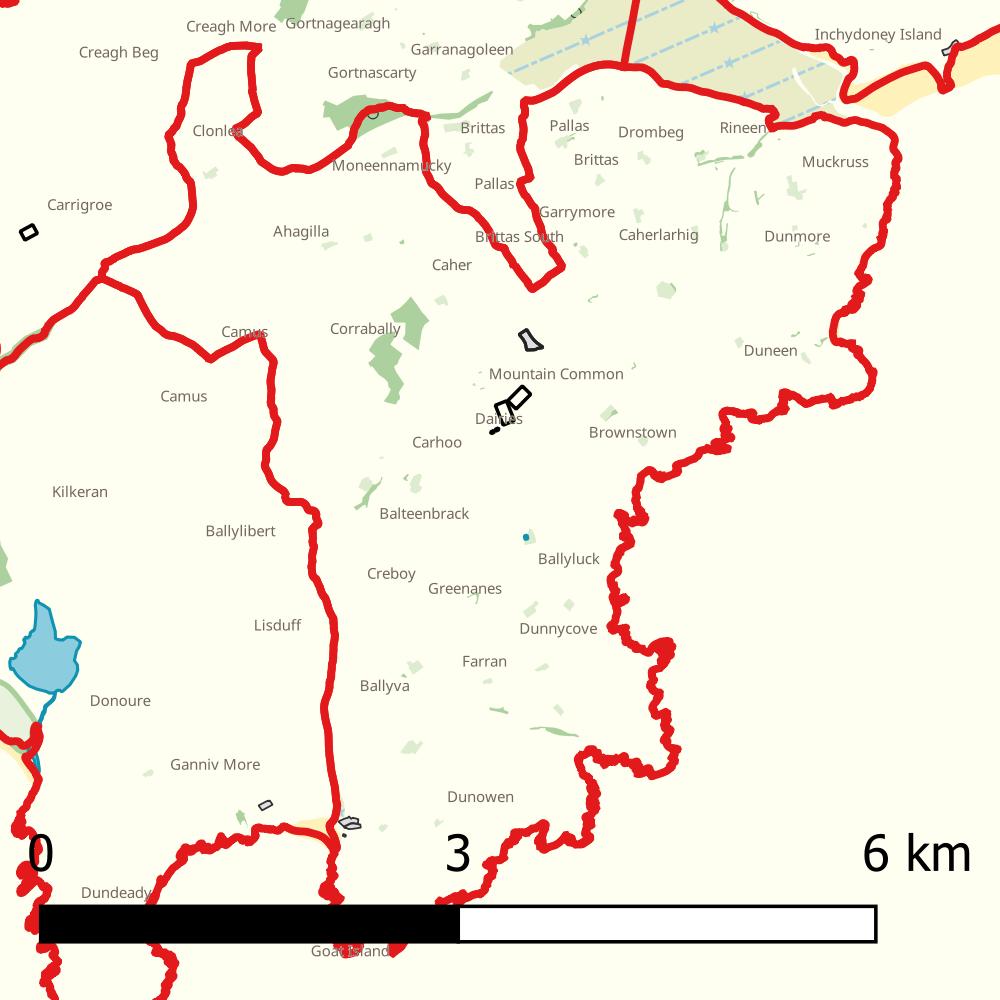 Gortnagearagh
Creagh More
Inchydoney Island
Creagh Beg
Garranagoleen
Gortnascarty
Clonlea
Brittas
Pallas
Drombeg
Rineen
Moneennamucky
Brittas
Muckruss
Pallas
Carrigroe
Garrymore
Ahagilla
Brittas South
Caherlarhig
Dunmore
Caher
Camus
Corrabally
Duneen
Mountain Common
Camus
Dairies
Carhoo
Brownstown
Kilkeran
Balteenbrack
Ballylibert
Ballyluck
Creboy
Greenanes
Lisduff
Dunnycove
Farran
Ballyva
Donoure
Ganniv More
Dunowen
0 3 6 km
Dundeady
Goat Island